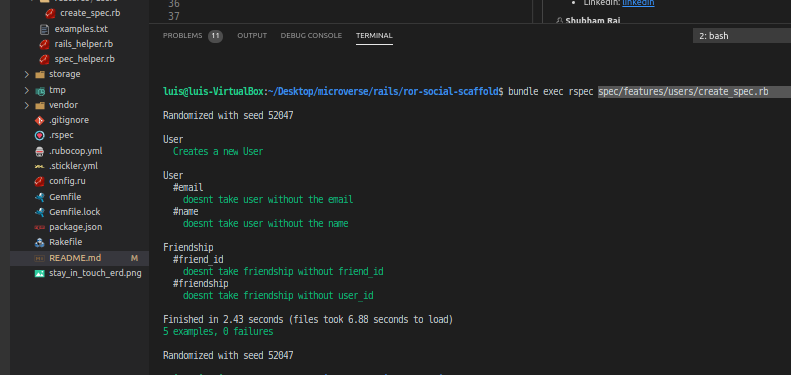 create_spec.rb
examples.txt
rails_helper.rb
spec_helper.rb
storage
tmp
vendor
.gitignore
.rspec
.rubocop.yml
.stickler.yml
config.ru
Gemfile
Gemfile.lock
package.json
Rakefile
README.md M
stay_in_touch_erd.png
36
37
Linkedin: linkedin
Shubham Raj
PROBLEMS 11 OUTPUT DEBUG CONSOLE TERMINAL 2: bash
luis@luis-VirtualBox:~/Desktop/microverse/rails/ror-social-scaffold$ bundle exec rspec spec/features/users/create_spec.rb
Randomized with seed 52047
User
Creates a new User
User
#email
doesnt take user without the email
#name
doesnt take user without the name
Friendship
#friend_id
doesnt take friendship without friend_id
#friendship
doesnt take friendship without user_id
Finished in 2.43 seconds (files took 6.88 seconds to load)
5 examples, 0 failures
Randomized with seed 52047